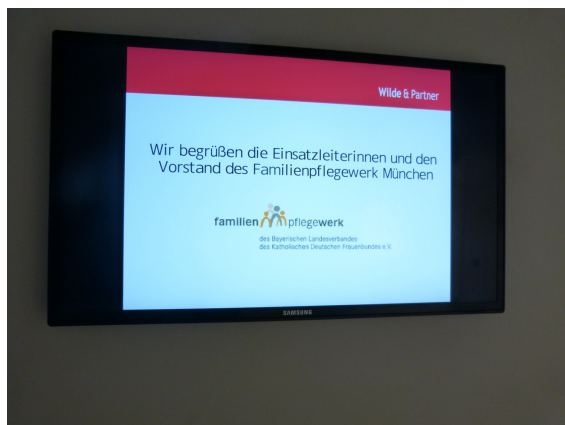 Wilde & Partner
Wir begrüßen die Einsatzleiterinnen und den
Vorstand des Familienpflegewerk München
familien pflegewerk
des Bayerischen Landesverbandes
des Katholischen Deutschen Frauenbundes e.V.
SAMSUNG